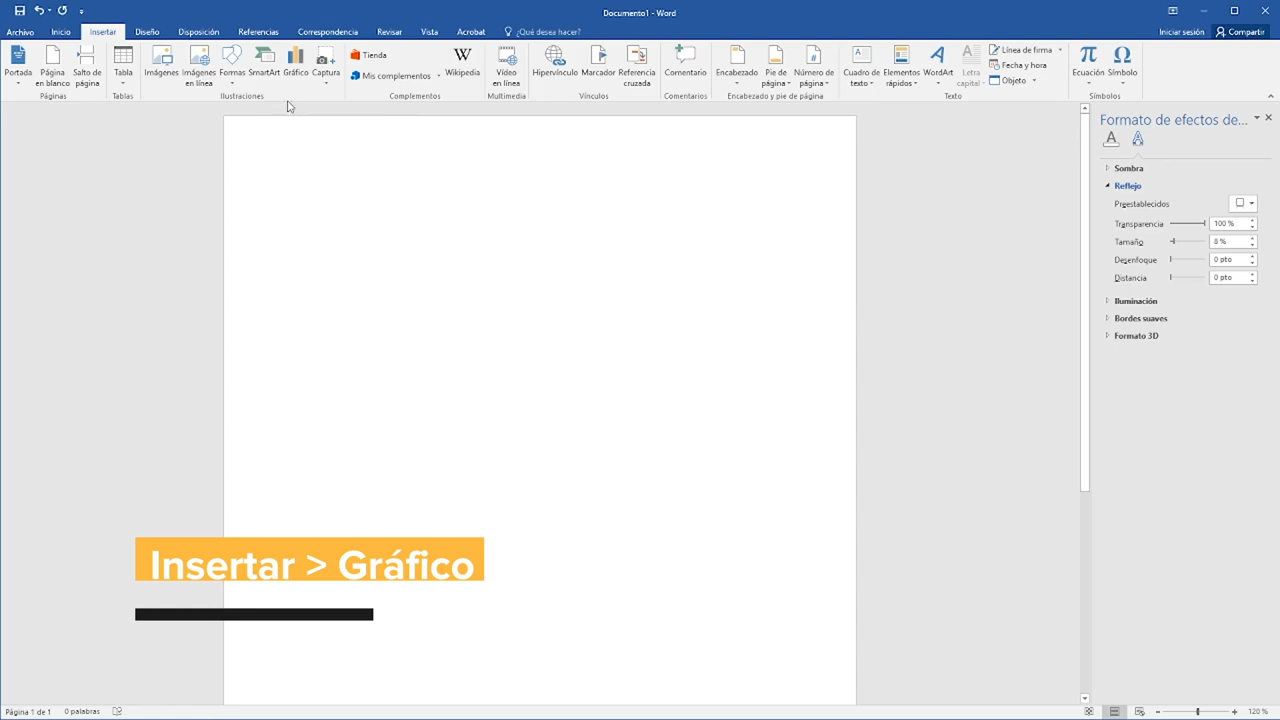 Documento1 - Word
Archivo Inicio Insertar Diseño Disposición Referencias Correspondencia Revisar Vista Acrobat ¿Qué desea hacer? Iniciar sesión Compartir
Portada
Página en blanco
Salto de página
Tabla
Imágenes
Imágenes en línea
Formas
SmartArt
Gráfico
Captura
Tienda
Mis complementos
Wikipedia
Vídeo en línea
Hipervínculo
Marcador
Referencia cruzada
Comentario
Encabezado
Pie de página
Número de página
Cuadro de texto
Elementos rápidos
WordArt
Letra capital
Línea de firma
Fecha y hora
Objeto
Ecuación
Símbolo
Páginas Tablas Ilustraciones Complementos Multimedia Vínculos Comentarios Encabezado y pie de página Texto Símbolos
Formato de efectos de...
Sombra
Reflejo
Preestablecidos
Transparencia 100 %
Tamaño 8 %
Desenfoque 0 pto
Distancia 0 pto
Iluminación
Bordes suaves
Formato 3D
Insertar > Gráfico
Página 1 de 1 0 palabras 120 %